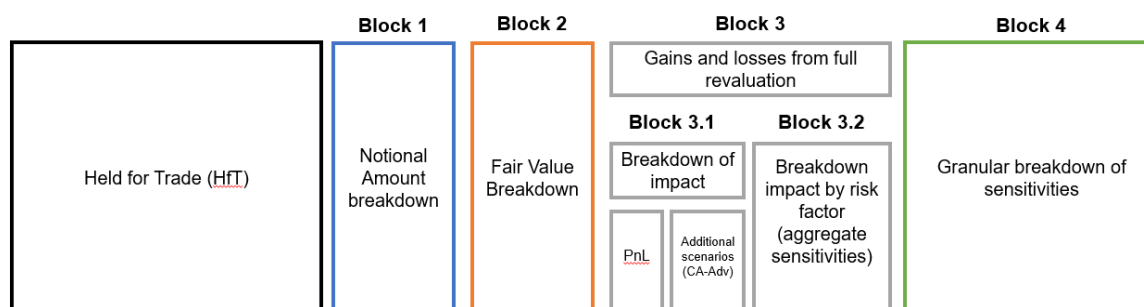 Block 1
Block 2
Block 3
Block 4
Held for Trade (HfT)
Notional
Amount
breakdown
Fair Value
Breakdown
Gains and losses from full
revaluation
Block 3.1
Block 3.2
Breakdown of
impact
PnL
Additional
scenarios
(CA-Adv)
Breakdown
impact by risk
factor
(aggregate
sensitivities)
Granular breakdown of
sensitivities